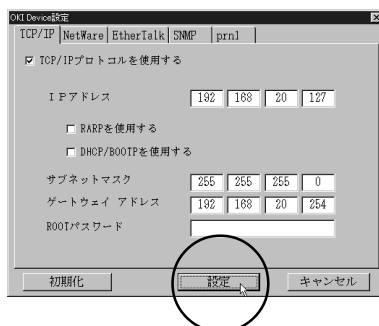 OKI Device設定
TCP/IP NetWare EtherTalk SNMP prn1
TCP/IPプロトコルを使用する
IPアドレス 192 168 20 127
RARPを使用する
DHCP/BOOTPを使用する
サブネットマスク 255 255 255 0
ゲートウェイ アドレス 192 168 20 254
ROOTパスワード
初期化 設定 キャンセル